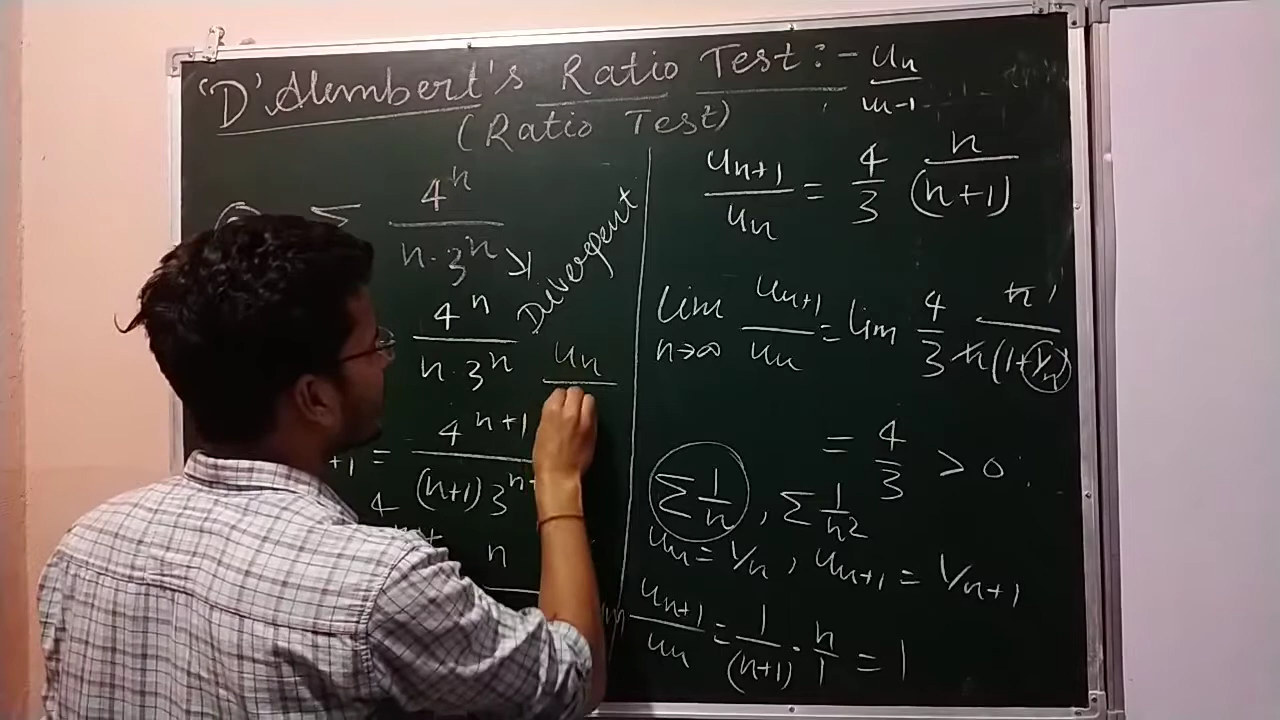 'D'Alembert's Ratio Test :- un/un-1
(Ratio Test)
Σ 4^n/(n·3^n)
Divergent
4^n/(n·3^n)
un
+1 = 4^(n+1)/((n+1) 3^n+
4
n
un+1/un = 4/3 n/(n+1)
lim n→∞ un+1/un = lim 4/3 n 1/(n(1+1/n))
= 4/3 > 0
Σ 1/n , Σ 1/n²
un = 1/n , un+1 = 1/n+1
un+1/un = 1/(n+1) · n/1 = 1